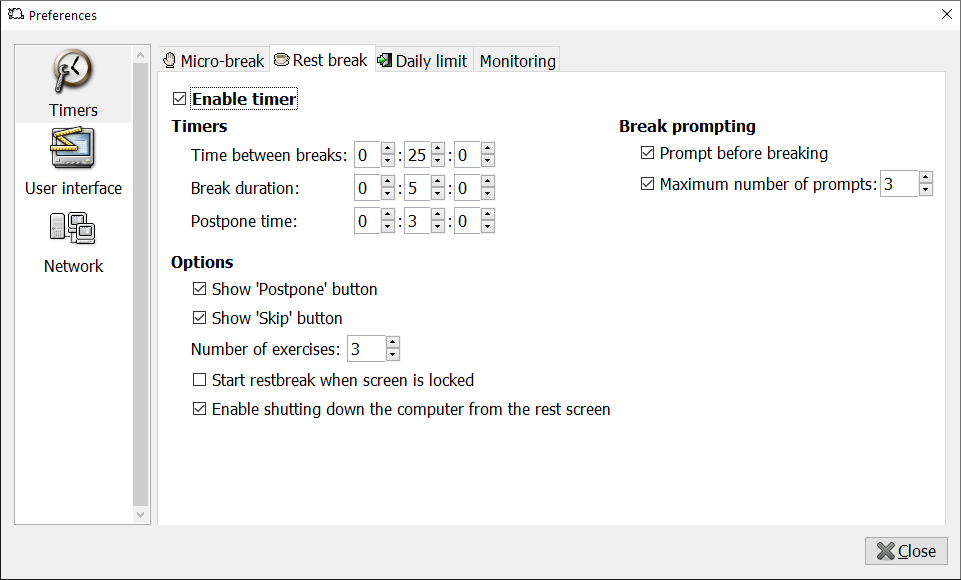 Preferences
Timers
User interface
Network
Micro-break Rest break Daily limit Monitoring
Enable timer
Timers
Time between breaks: 0 : 25 : 0
Break duration: 0 : 5 : 0
Postpone time: 0 : 3 : 0
Options
Show 'Postpone' button
Show 'Skip' button
Number of exercises: 3
Start restbreak when screen is locked
Enable shutting down the computer from the rest screen
Break prompting
Prompt before breaking
Maximum number of prompts: 3
Close